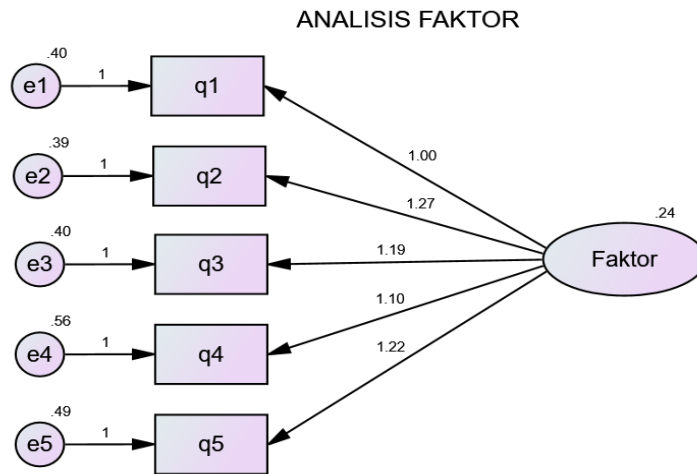 ANALISIS FAKTOR
.40
e1
1
q1
1.00
.39
e2
1
q2
1.27
.24
.40
e3
1
q3
1.19
Faktor
.56
e4
1
q4
1.10
.49
e5
1
q5
1.22